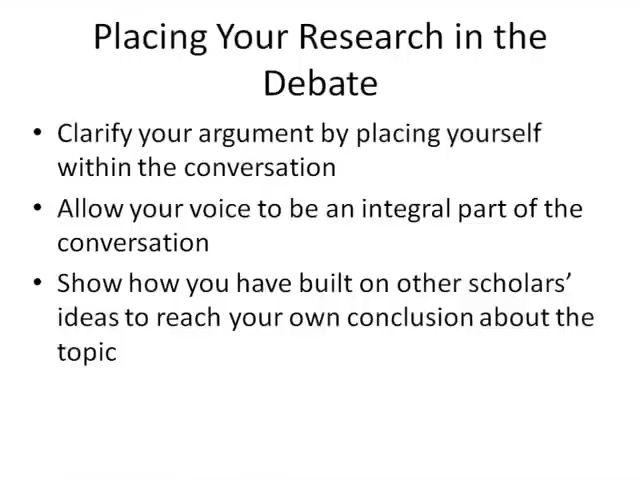 Placing Your Research in the
Debate
• Clarify your argument by placing yourself
within the conversation
• Allow your voice to be an integral part of the
conversation
• Show how you have built on other scholars’
ideas to reach your own conclusion about the
topic